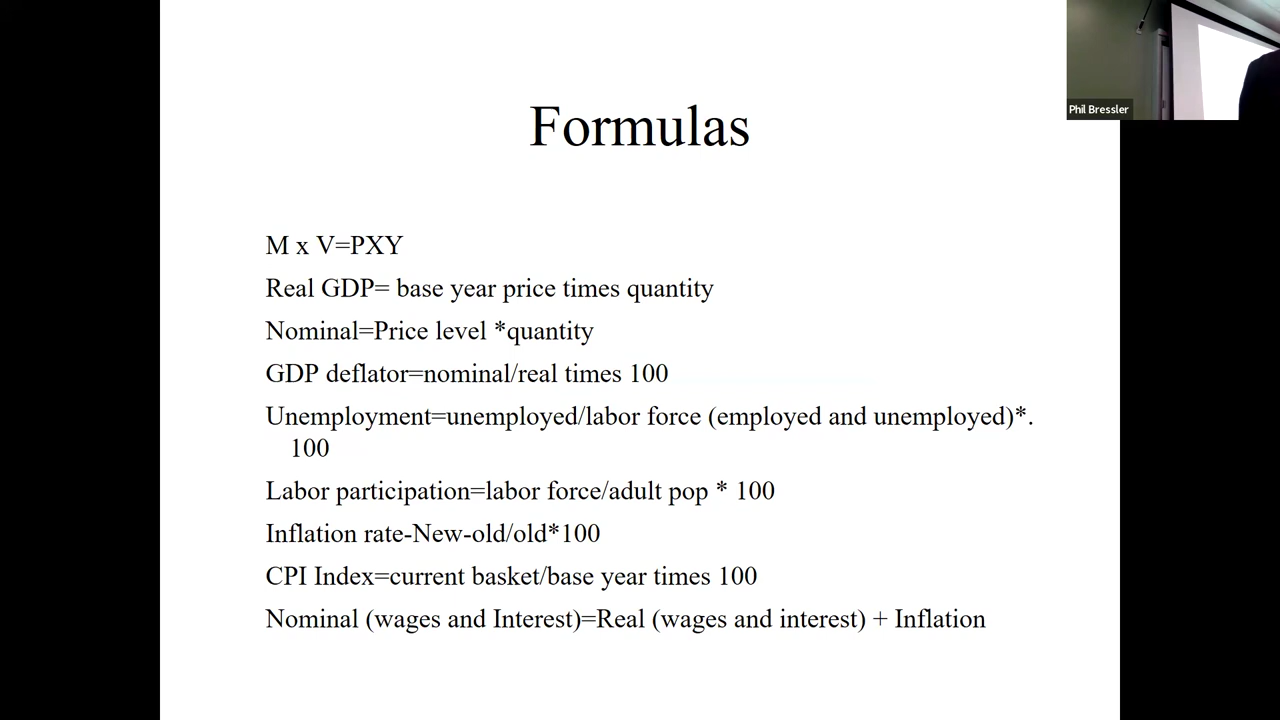 Phil Bressler
Formulas
M x V=PXY
Real GDP= base year price times quantity
Nominal=Price level *quantity
GDP deflator=nominal/real times 100
Unemployment=unemployed/labor force (employed and unemployed)*.
100
Labor participation=labor force/adult pop * 100
Inflation rate-New-old/old*100
CPI Index=current basket/base year times 100
Nominal (wages and Interest)=Real (wages and interest) + Inflation